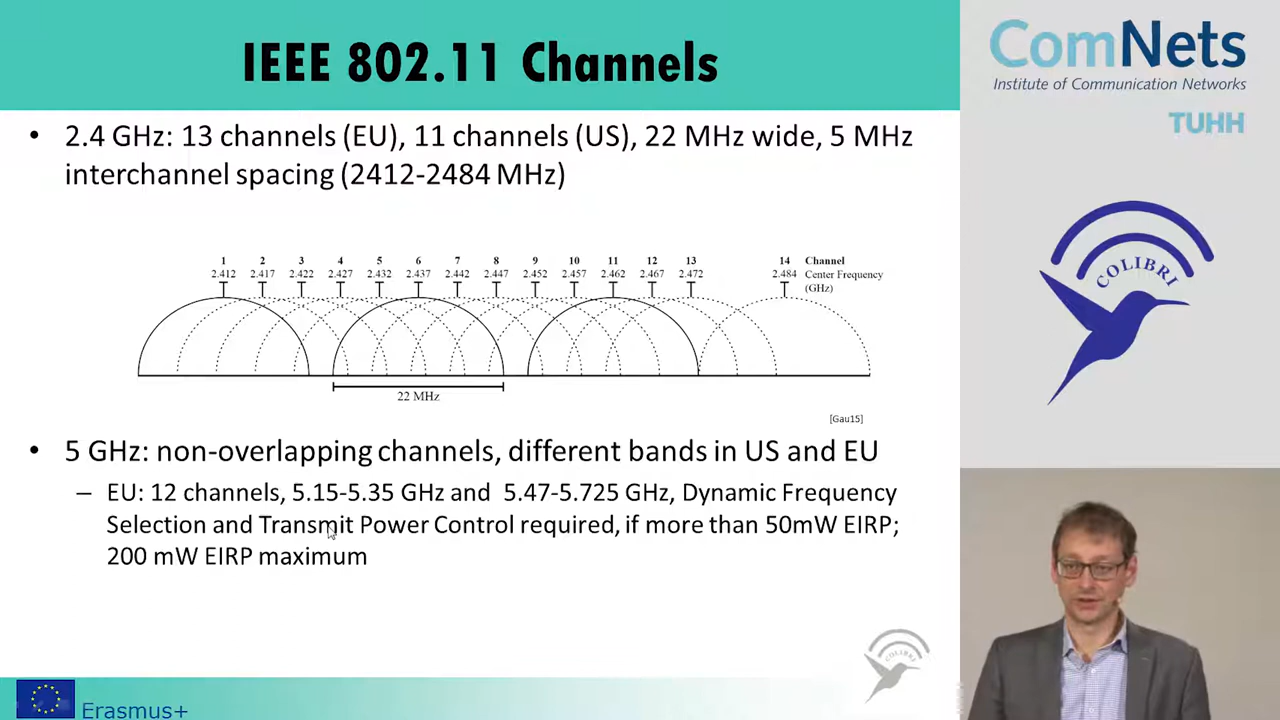 IEEE 802.11 Channels
• 2.4 GHz: 13 channels (EU), 11 channels (US), 22 MHz wide, 5 MHz
interchannel spacing (2412-2484 MHz)
1 2 3 4 5 6 7 8 9 10 11 12 13 14 Channel
2.412 2.417 2.422 2.427 2.432 2.437 2.442 2.447 2.452 2.457 2.462 2.467 2.472 2.484 Center Frequency
(GHz)
22 MHz
[Gau15]
• 5 GHz: non-overlapping channels, different bands in US and EU
– EU: 12 channels, 5.15-5.35 GHz and 5.47-5.725 GHz, Dynamic Frequency
Selection and Transmit Power Control required, if more than 50mW EIRP;
200 mW EIRP maximum
COLIBRI
Erasmus+
ComNets
Institute of Communication Networks
TUHH
COLIBRI